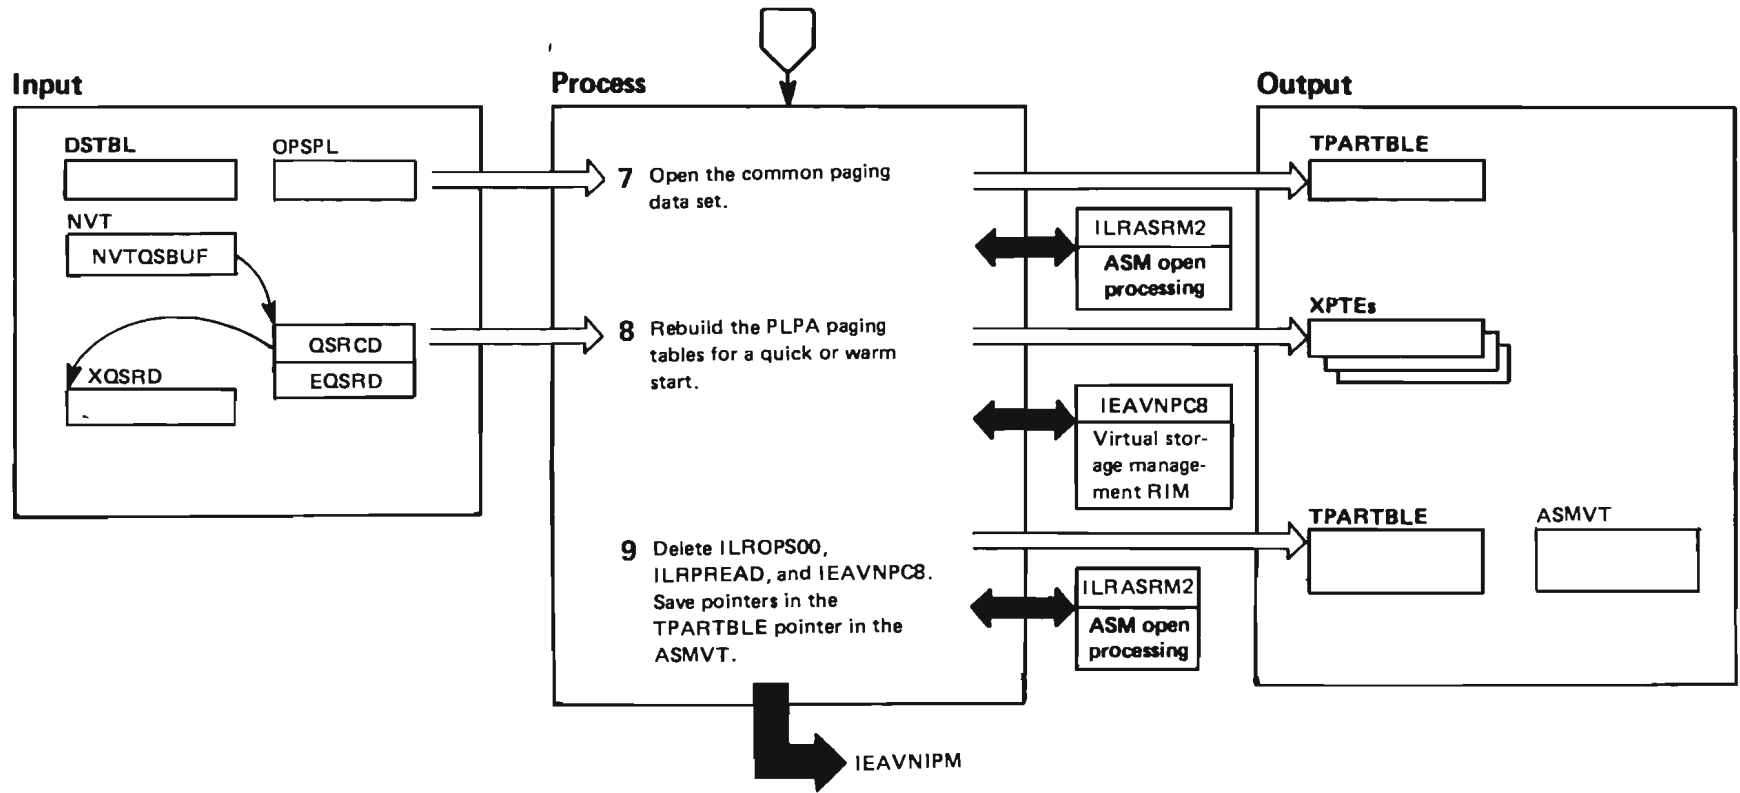 Input
Process
Output
DSTBL
OPSPL
NVT
NVTQSBUF
QSRCD
EQSRD
XQSRD
7 Open the common paging
data set.
8 Rebuild the PLPA paging
tables for a quick or warm
start.
9 Delete ILROPS00,
ILRPREAD, and IEAVNPC8.
Save pointers in the
TPARTBLE pointer in the
ASMVT.
IEAVNIPM
ILRASRM2
ASM open
processing
IEAVNPC8
Virtual stor-
age manage-
ment RIM
ILRASRM2
ASM open
processing
TPARTBLE
XPTEs
TPARTBLE
ASMVT